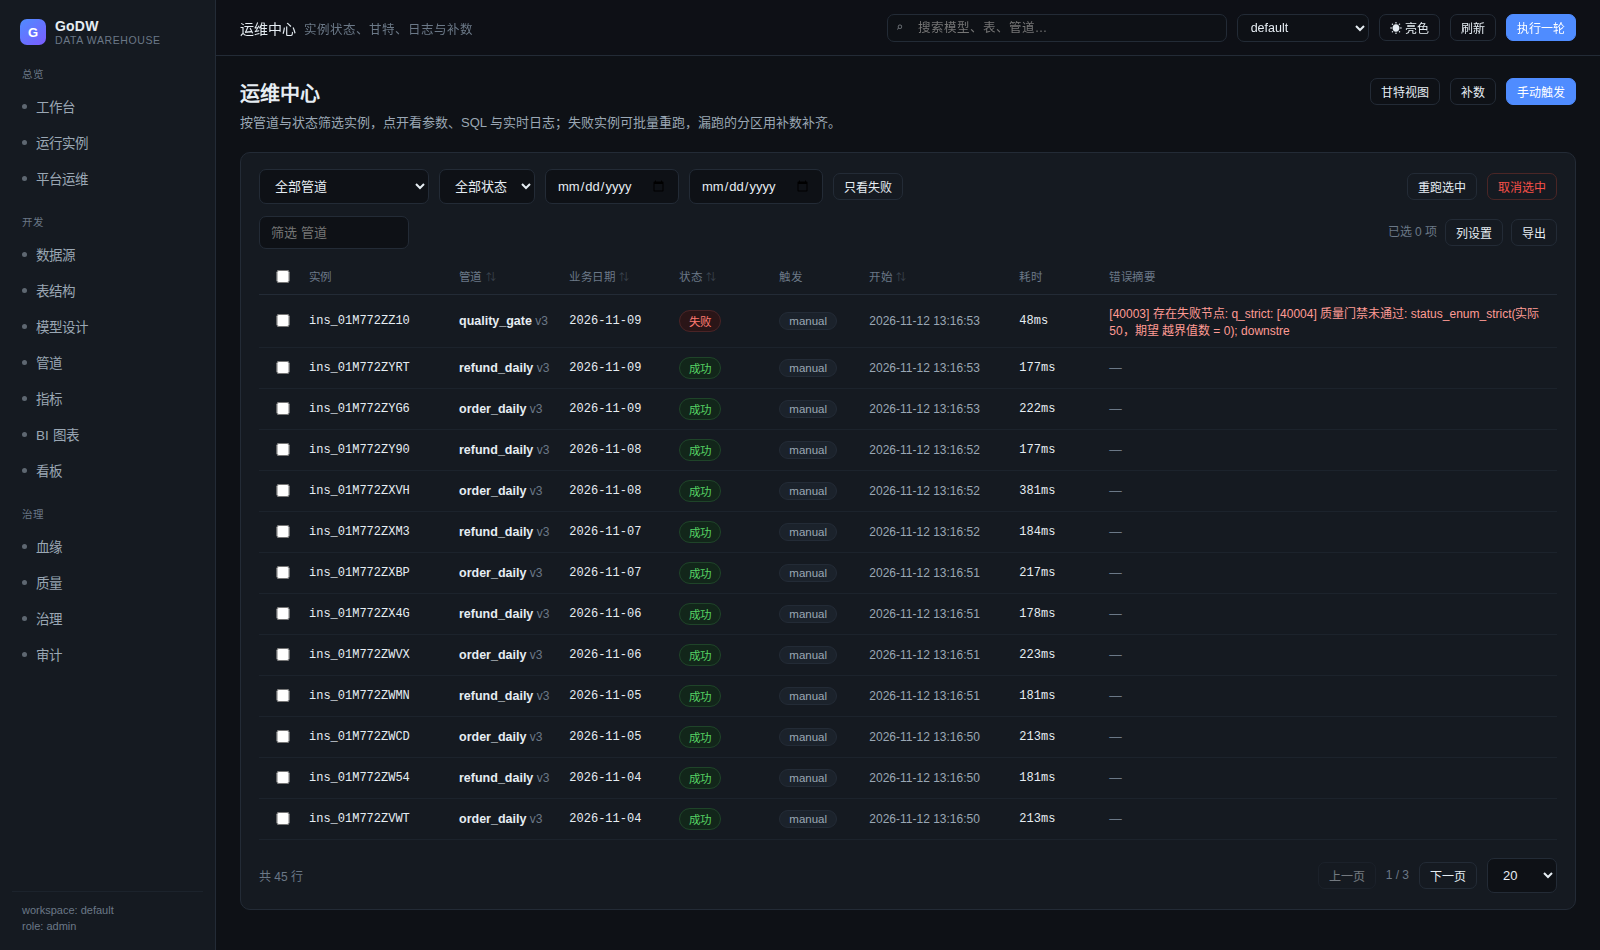 G
GoDW
DATA WAREHOUSE
总览
工作台
运行实例
平台运维
开发
数据源
表结构
模型设计
管道
指标
BI 图表
看板
治理
血缘
质量
治理
审计
workspace: default
role: admin
运维中心 实例状态、甘特、日志与补数
搜索模型、表、管道…
default
亮色
刷新
执行一轮
运维中心
甘特视图
补数
手动触发
按管道与状态筛选实例，点开看参数、SQL 与实时日志；失败实例可批量重跑，漏跑的分区用补数补齐。
全部管道
全部状态
mm/dd/yyyy
mm/dd/yyyy
只看失败
重跑选中
取消选中
筛选 管道
已选 0 项
列设置
导出
实例 管道 ↑↓ 业务日期 ↑↓ 状态 ↑↓ 触发 开始 ↑↓ 耗时 错误摘要
ins_01M772ZZ10 quality_gate v3 2026-11-09 失败 manual 2026-11-12 13:16:53 48ms [40003] 存在失败节点: q_strict: [40004] 质量门禁未通过: status_enum_strict(实际
50，期望 越界值数 = 0); downstre
ins_01M772ZYRT refund_daily v3 2026-11-09 成功 manual 2026-11-12 13:16:53 177ms —
ins_01M772ZYG6 order_daily v3 2026-11-09 成功 manual 2026-11-12 13:16:53 222ms —
ins_01M772ZY90 refund_daily v3 2026-11-08 成功 manual 2026-11-12 13:16:52 177ms —
ins_01M772ZXVH order_daily v3 2026-11-08 成功 manual 2026-11-12 13:16:52 381ms —
ins_01M772ZXM3 refund_daily v3 2026-11-07 成功 manual 2026-11-12 13:16:52 184ms —
ins_01M772ZXBP order_daily v3 2026-11-07 成功 manual 2026-11-12 13:16:51 217ms —
ins_01M772ZX4G refund_daily v3 2026-11-06 成功 manual 2026-11-12 13:16:51 178ms —
ins_01M772ZWVX order_daily v3 2026-11-06 成功 manual 2026-11-12 13:16:51 223ms —
ins_01M772ZWMN refund_daily v3 2026-11-05 成功 manual 2026-11-12 13:16:51 181ms —
ins_01M772ZWCD order_daily v3 2026-11-05 成功 manual 2026-11-12 13:16:50 213ms —
ins_01M772ZW54 refund_daily v3 2026-11-04 成功 manual 2026-11-12 13:16:50 181ms —
ins_01M772ZVWT order_daily v3 2026-11-04 成功 manual 2026-11-12 13:16:50 213ms —
共 45 行
上一页
1 / 3
下一页
20